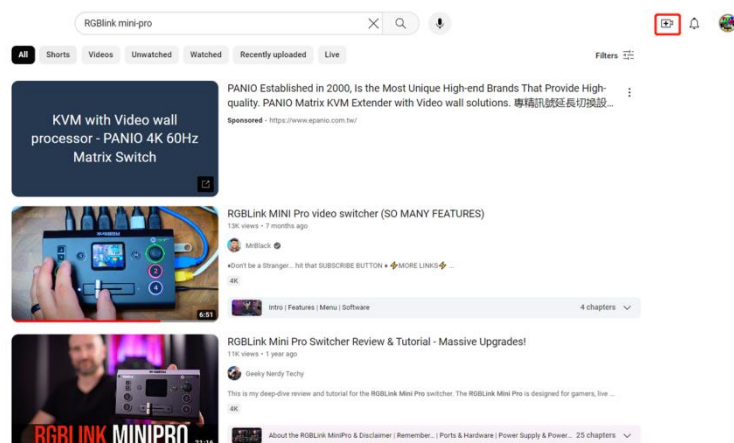 RGBlink mini-pro
All Shorts Videos Unwatched Watched Recently uploaded Live Filters
KVM with Video wall
processor - PANIO 4K 60Hz
Matrix Switch
PANIO Established in 2000, Is the Most Unique High-end Brands That Provide High-
quality. PANIO Matrix KVM Extender with Video wall solutions. 專精訊號延長切換設...
Sponsored · https://www.epanio.com.tw/
6:51
RGBLink MINI Pro video switcher (SO MANY FEATURES)
13K views • 7 months ago
MrBlack
●Don't be a Stranger... hit that SUBSCRIBE BUTTON ● MORE LINKS ...
4K
Intro | Features | Menu | Software 4 chapters
RGBLINK MINIPRO
21:16
RGBLink Mini Pro Switcher Review & Tutorial - Massive Upgrades!
11K views • 1 year ago
Geeky Nerdy Techy
This is my deep-dive review and tutorial for the RGBLink Mini Pro switcher. The RGBLink Mini Pro is designed for gamers, live ...
4K
About the RGBLink MiniPro & Disclaimer | Remember... | Ports & Hardware | Power Supply & Power... 25 chapters